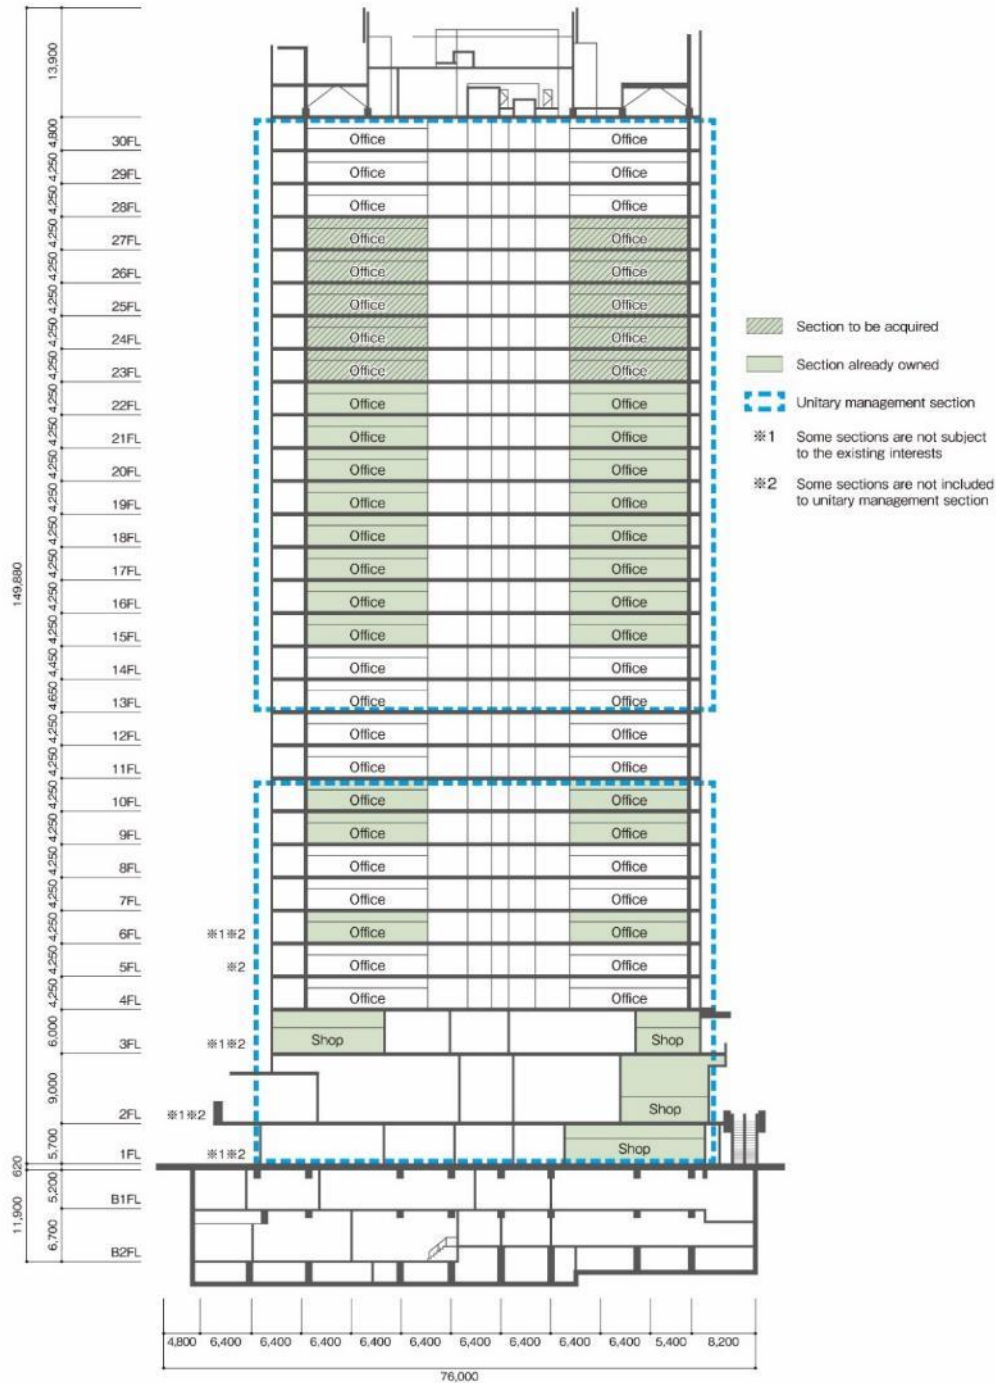 13,900
4,800 30FL Office Office
4,250 29FL Office Office
4,250 28FL Office Office
4,250 27FL Office Office
4,250 26FL Office Office
4,250 25FL Office Office
4,250 24FL Office Office
4,250 23FL Office Office
4,250 22FL Office Office
4,250 21FL Office Office
4,250 20FL Office Office
4,250 19FL Office Office
4,250 18FL Office Office
4,250 17FL Office Office
4,250 16FL Office Office
4,250 15FL Office Office
4,450 14FL Office Office
4,650 13FL Office Office
4,250 12FL Office Office
4,250 11FL Office Office
4,250 10FL Office Office
4,250 9FL Office Office
4,250 8FL Office Office
4,250 7FL Office Office
4,250 6FL ※1※2 Office Office
4,250 5FL ※2 Office Office
4,250 4FL Office Office
6,000 3FL ※1※2 Shop Shop
9,000 2FL ※1※2 Shop
5,700 1FL ※1※2 Shop
149,880
620
5,200 B1FL
6,700 B2FL
11,900
Section to be acquired
Section already owned
Unitary management section
※1 Some sections are not subject
to the existing interests
※2 Some sections are not included
to unitary management section
4,800 6,400 6,400 6,400 6,400 6,400 6,400 6,400 6,400 6,400 5,400 8,200
76,000